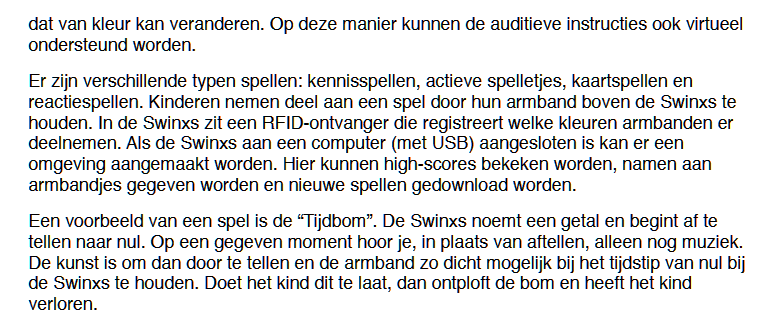 dat van kleur kan veranderen. Op deze manier kunnen de auditieve instructies ook virtueel
ondersteund worden.
Er zijn verschillende typen spellen: kennisspellen, actieve spelletjes, kaartspellen en
reactiespellen. Kinderen nemen deel aan een spel door hun armband boven de Swinxs te
houden. In de Swinxs zit een RFID-ontvanger die registreert welke kleuren armbanden er
deelnemen. Als de Swinxs aan een computer (met USB) aangesloten is kan er een
omgeving aangemaakt worden. Hier kunnen high-scores bekeken worden, namen aan
armbandjes gegeven worden en nieuwe spellen gedownload worden.
Een voorbeeld van een spel is de “Tijdbom”. De Swinxs noemt een getal en begint af te
tellen naar nul. Op een gegeven moment hoor je, in plaats van aftellen, alleen nog muziek.
De kunst is om dan door te tellen en de armband zo dicht mogelijk bij het tijdstip van nul bij
de Swinxs te houden. Doet het kind dit te laat, dan ontploft de bom en heeft het kind
verloren.